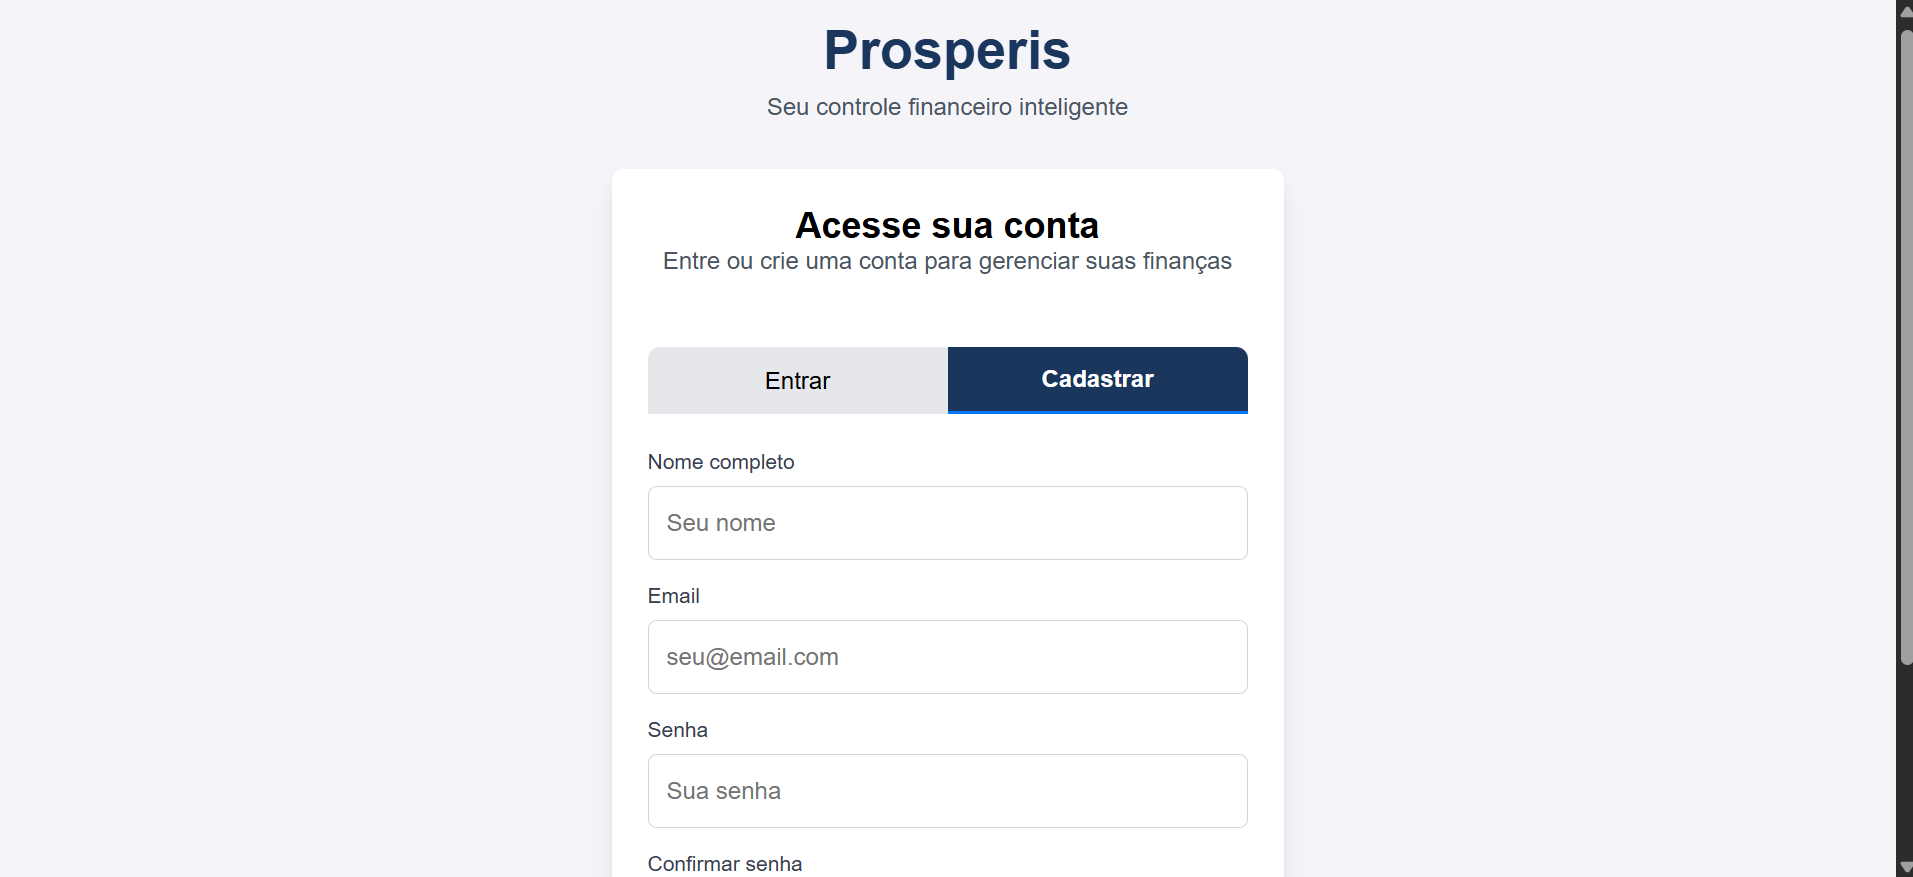 Prosperis
Seu controle financeiro inteligente
Acesse sua conta
Entre ou crie uma conta para gerenciar suas finanças
Entrar
Cadastrar
Nome completo
Seu nome
Email
seu@email.com
Senha
Sua senha
Confirmar senha